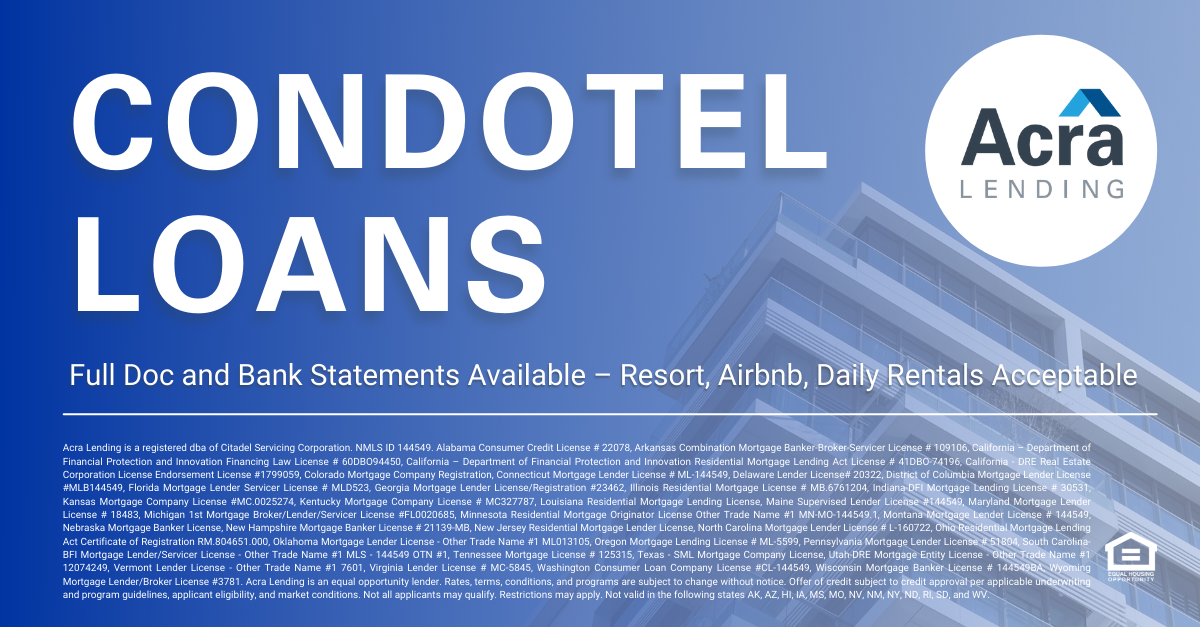 CONDOTEL
LOANS
Acra
LENDING
Full Doc and Bank Statements Available – Resort, Airbnb, Daily Rentals Acceptable
Acra Lending is a registered dba of Citadel Servicing Corporation. NMLS ID 144549. Alabama Consumer Credit License # 22078, Arkansas Combination Mortgage Banker-Broker-Servicer License # 109106, California – Department of
Financial Protection and Innovation Financing Law License # 60DBO94450, California – Department of Financial Protection and Innovation Residential Mortgage Lending Act License # 41DBO-74196, California - DRE Real Estate
Corporation License Endorsement License #1799059, Colorado Mortgage Company Registration, Connecticut Mortgage Lender License # ML-144549, Delaware Lender License# 20322, District of Columbia Mortgage Lender License
#MLB144549, Florida Mortgage Lender Servicer License # MLD523, Georgia Mortgage Lender License/Registration #23462, Illinois Residential Mortgage License # MB.6761204, Indiana-DFI Mortgage Lending License # 30531,
Kansas Mortgage Company License #MC.0025274, Kentucky Mortgage Company License # MC327787, Louisiana Residential Mortgage Lending License, Maine Supervised Lender License #144549, Maryland Mortgage Lender
License # 18483, Michigan 1st Mortgage Broker/Lender/Servicer License #FL0020685, Minnesota Residential Mortgage Originator License Other Trade Name #1 MN-MO-144549.1, Montana Mortgage Lender License # 144549,
Nebraska Mortgage Banker License, New Hampshire Mortgage Banker License # 21139-MB, New Jersey Residential Mortgage Lender License, North Carolina Mortgage Lender License # L-160722, Ohio Residential Mortgage Lending
Act Certificate of Registration RM.804651.000, Oklahoma Mortgage Lender License - Other Trade Name #1 ML013105, Oregon Mortgage Lending License # ML-5599, Pennsylvania Mortgage Lender License # 51804, South Carolina-
BFI Mortgage Lender/Servicer License - Other Trade Name #1 MLS - 144549 OTN #1, Tennessee Mortgage License # 125315, Texas - SML Mortgage Company License, Utah-DRE Mortgage Entity License - Other Trade Name #1
12074249, Vermont Lender License - Other Trade Name #1 7601, Virginia Lender License # MC-5845, Washington Consumer Loan Company License #CL-144549, Wisconsin Mortgage Banker License # 144549BA, Wyoming
Mortgage Lender/Broker License #3781. Acra Lending is an equal opportunity lender. Rates, terms, conditions, and programs are subject to change without notice. Offer of credit subject to credit approval per applicable underwriting
and program guidelines, applicant eligibility, and market conditions. Not all applicants may qualify. Restrictions may apply. Not valid in the following states AK, AZ, HI, IA, MS, MO, NV, NM, NY, ND, RI, SD, and WV.
EQUAL HOUSING
OPPORTUNITY